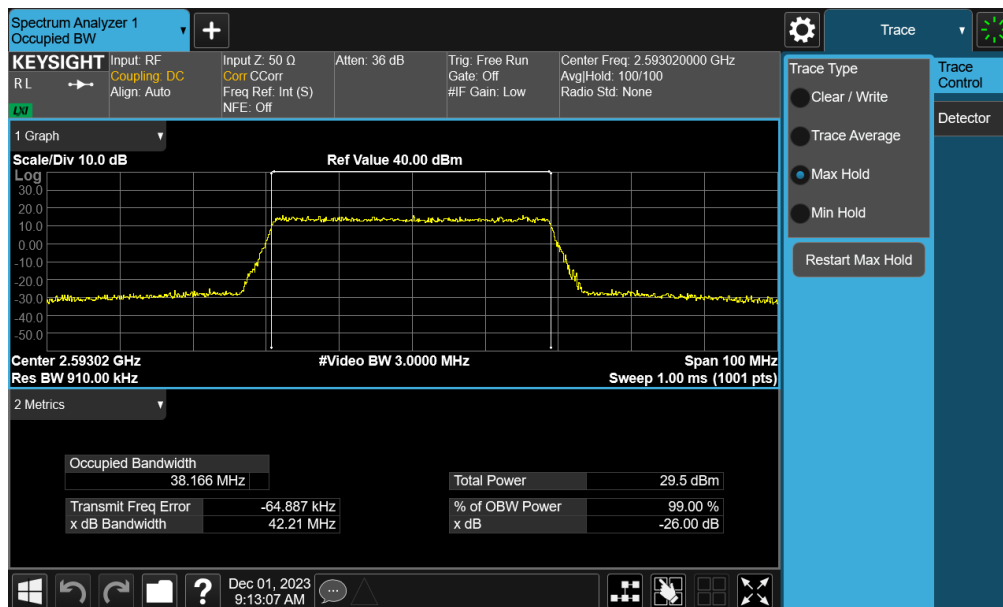 Spectrum Analyzer 1
Occupied BW
+
Trace
KEYSIGHT
R L
LXI
Input: RF
Coupling: DC
Align: Auto
Input Z: 50 Ω
Corr CCorr
Freq Ref: Int (S)
NFE: Off
Atten: 36 dB
Trig: Free Run
Gate: Off
#IF Gain: Low
Center Freq: 2.593020000 GHz
Avg|Hold: 100/100
Radio Std: None
Trace Type
Clear / Write
Trace Average
Max Hold
Min Hold
Restart Max Hold
Trace
Control
Detector
1 Graph
Scale/Div 10.0 dB
Ref Value 40.00 dBm
Log
30.0
20.0
10.0
0.00
-10.0
-20.0
-30.0
-40.0
-50.0
Center 2.59302 GHz
#Video BW 3.0000 MHz
Span 100 MHz
Res BW 910.00 kHz
Sweep 1.00 ms (1001 pts)
2 Metrics
Occupied Bandwidth
38.166 MHz
Total Power 29.5 dBm
Transmit Freq Error -64.887 kHz
% of OBW Power 99.00 %
x dB Bandwidth 42.21 MHz
x dB -26.00 dB
?
Dec 01, 2023
9:13:07 AM